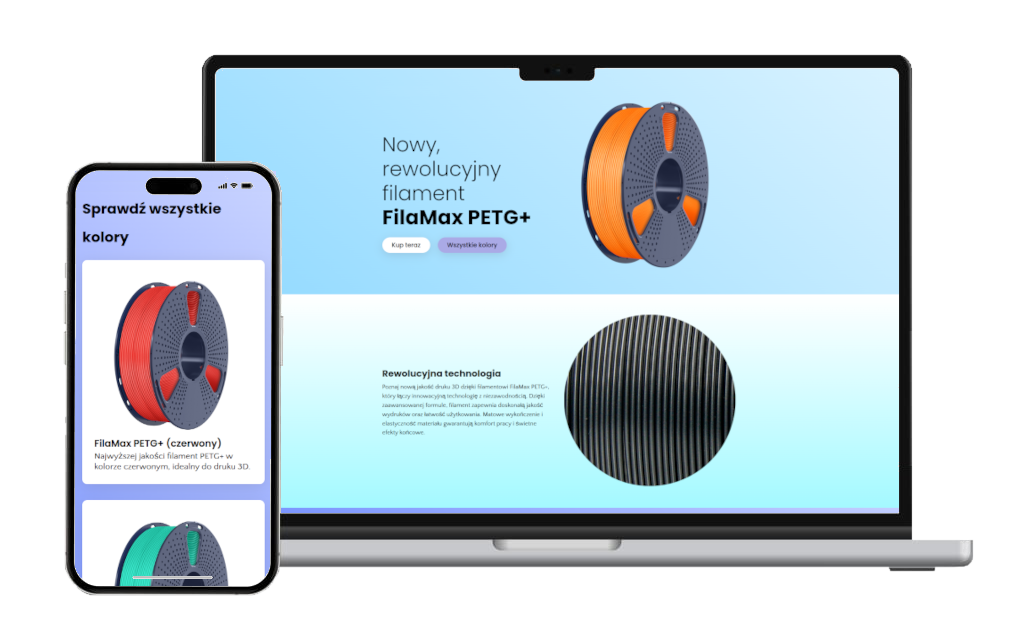 Nowy,
rewolucyjny
filament
FilaMax PETG+
Kup teraz
Wszystkie kolory
Rewolucyjna technologia
Poznaj nową jakość druku 3D dzięki filamentowi FilaMax PETG+,
który łączy innowacyjną technologię z niezawodnością. Dzięki
zaawansowanej formule, filament zapewnia doskonałą jakość
wydruków oraz łatwość użytkowania. Matowe wykończenie i
elastyczność materiału gwarantują komfort pracy i świetne
efekty końcowe.
Sprawdź wszystkie
kolory
FilaMax PETG+ (czerwony)
Najwyższej jakości filament PETG+ w
kolorze czerwonym, idealny do druku 3D.